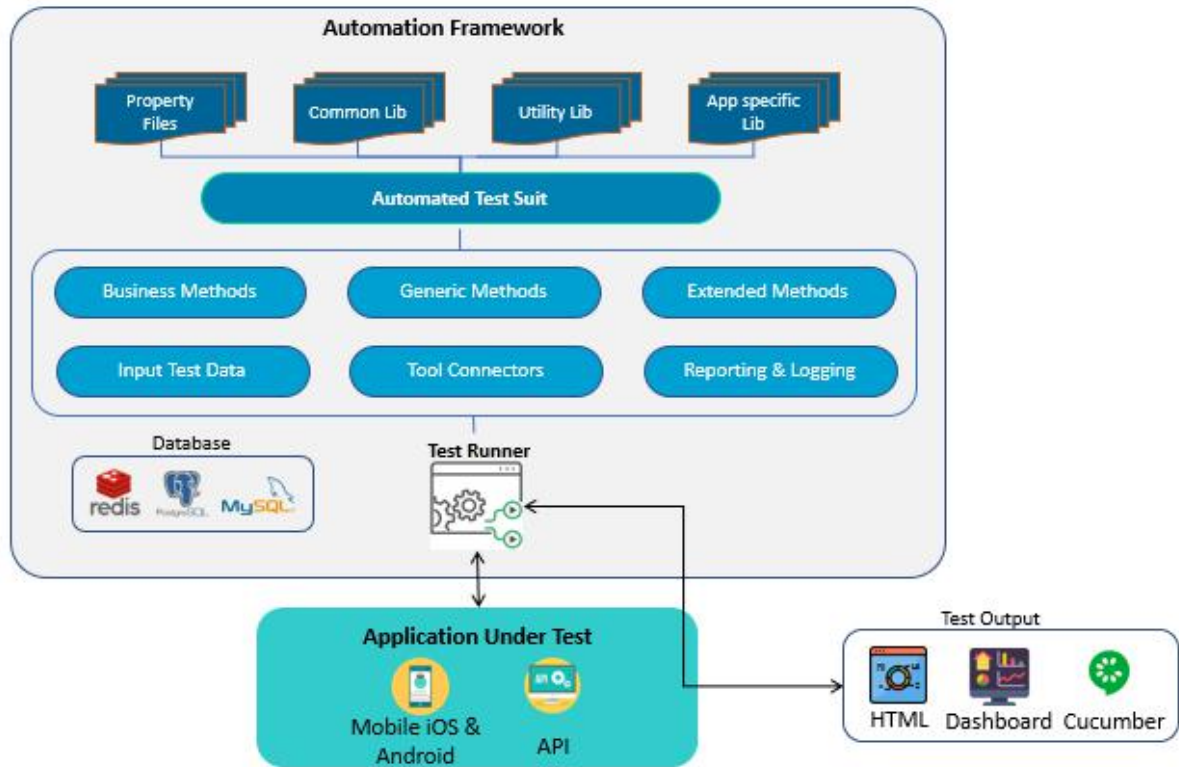 Automation Framework
Property
Files
Common Lib
Utility Lib
App specific
Lib
Automated Test Suit
Business Methods
Generic Methods
Extended Methods
Input Test Data
Tool Connectors
Reporting & Logging
Database
redis
PostgreSQL
MySQL
Test Runner
Application Under Test
API
Mobile iOS &
Android
API
Test Output
HTML
Dashboard
Cucumber